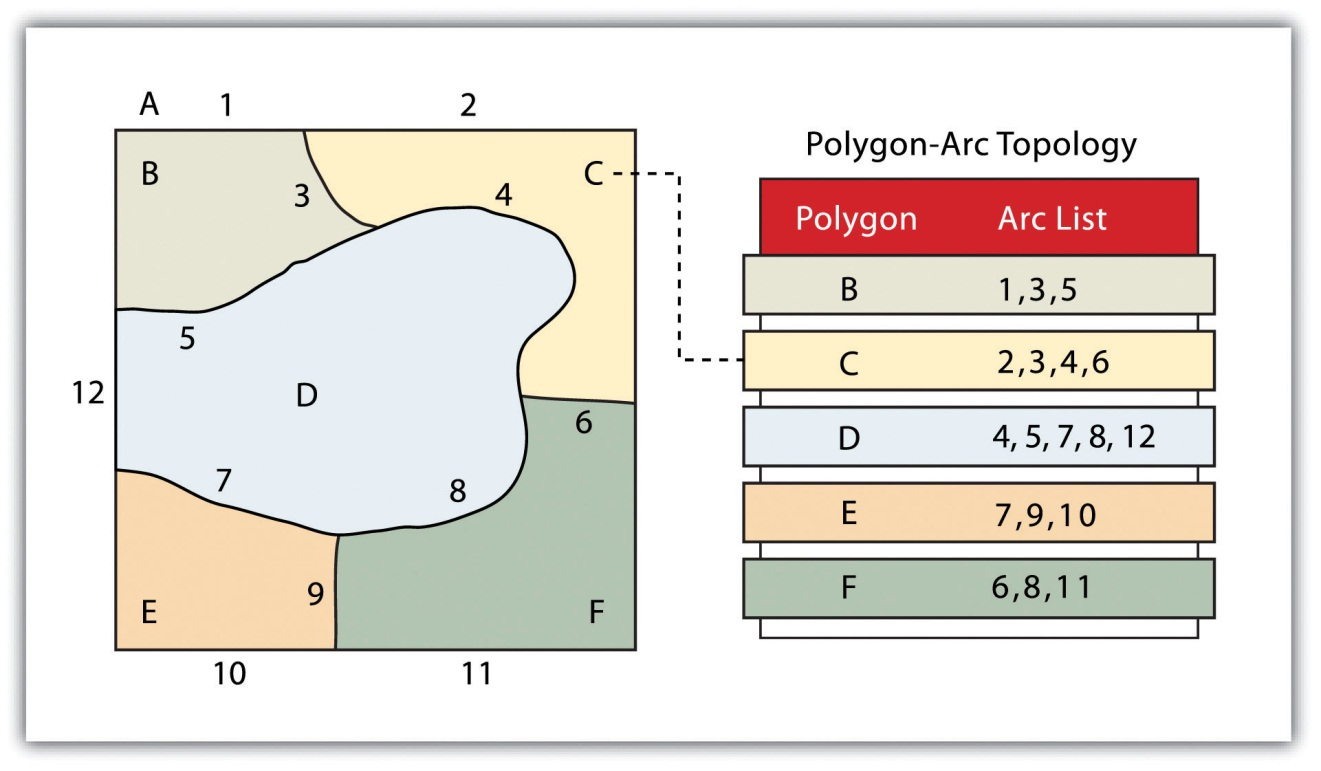 A 1 2
B
C
3
4
5
12
D
6
7
8
9
E
F
10 11
Polygon-Arc Topology
Polygon Arc List
B 1,3,5
C 2,3,4,6
D 4, 5, 7, 8, 12
E 7,9,10
F 6,8,11